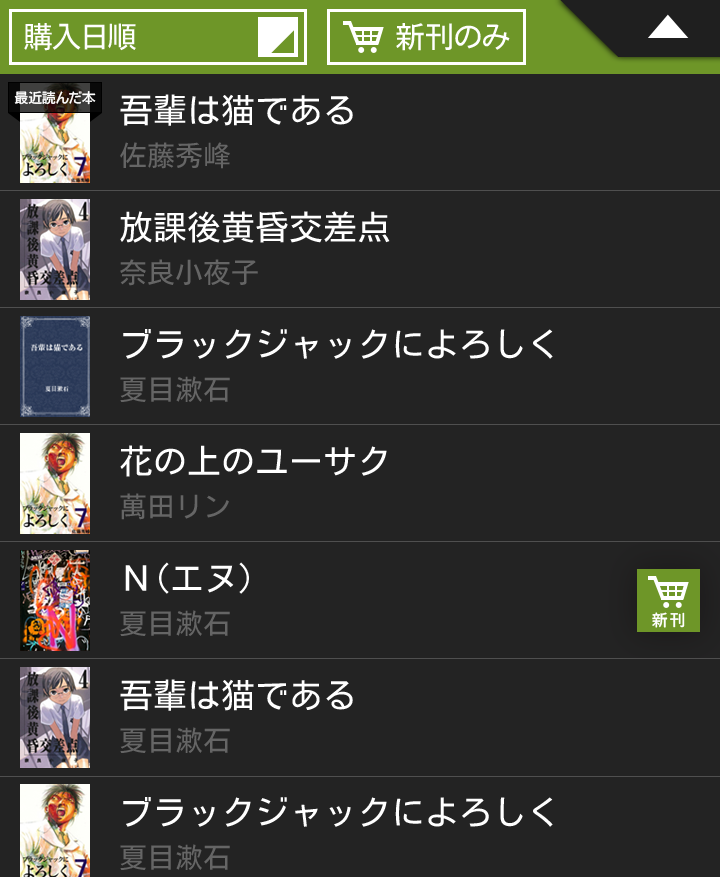 購入日順
新刊のみ
最近読んだ本
ブラックジャックに
よろしく 7
佐藤秀峰
吾輩は猫である
佐藤秀峰
放課後黄昏交差点 4
放課後黄昏交差点
奈良小夜子
吾輩は猫である
夏目漱石
ブラックジャックによろしく
夏目漱石
ブラックジャックに
よろしく 7
佐藤秀峰
花の上のユーサク
萬田リン
N
N(エヌ)
夏目漱石
新刊
放課後黄昏交差点 4
吾輩は猫である
夏目漱石
ブラックジャックに
よろしく 7
ブラックジャックによろしく
夏目漱石